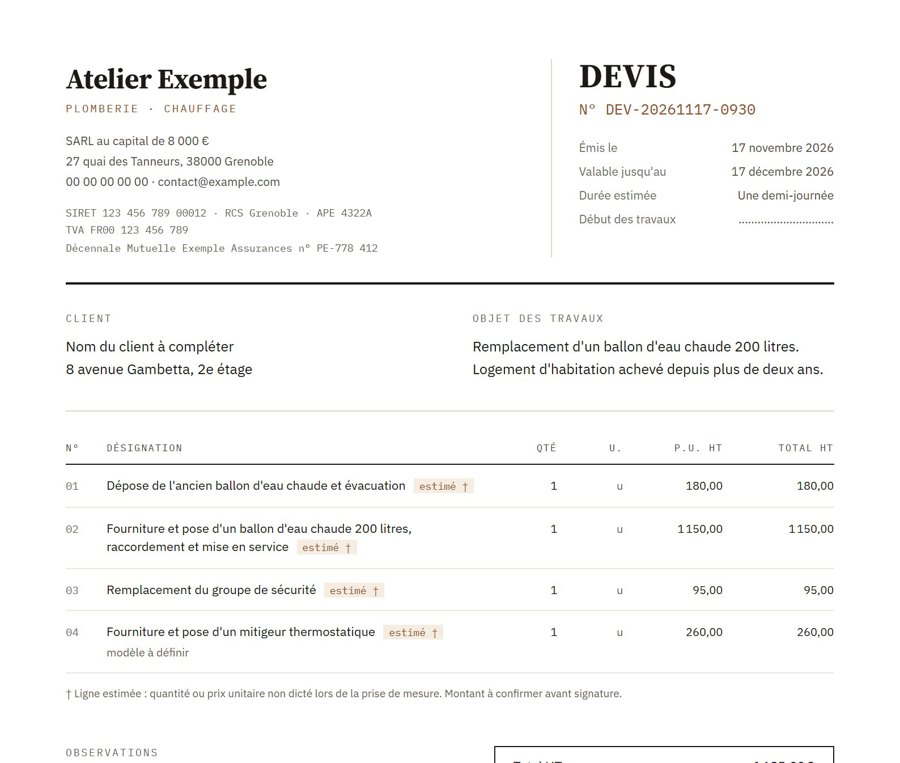 Atelier Exemple
PLOMBERIE · CHAUFFAGE
SARL au capital de 8 000 €
27 quai des Tanneurs, 38000 Grenoble
00 00 00 00 00 · contact@example.com
SIRET 123 456 789 00012 · RCS Grenoble · APE 4322A
TVA FR00 123 456 789
Décennale Mutuelle Exemple Assurances n° PE-778 412
DEVIS
N° DEV-20261117-0930
Émis le 17 novembre 2026
Valable jusqu'au 17 décembre 2026
Durée estimée Une demi-journée
Début des travaux ..............................
CLIENT
Nom du client à compléter
8 avenue Gambetta, 2e étage
OBJET DES TRAVAUX
Remplacement d'un ballon d'eau chaude 200 litres.
Logement d'habitation achevé depuis plus de deux ans.
N° DÉSIGNATION QTÉ U. P.U. HT TOTAL HT
01 Dépose de l'ancien ballon d'eau chaude et évacuation estimé † 1 u 180,00 180,00
02 Fourniture et pose d'un ballon d'eau chaude 200 litres, 1 u 1 150,00 1 150,00
raccordement et mise en service estimé †
03 Remplacement du groupe de sécurité estimé † 1 u 95,00 95,00
04 Fourniture et pose d'un mitigeur thermostatique estimé † 1 u 260,00 260,00
modèle à définir
† Ligne estimée : quantité ou prix unitaire non dicté lors de la prise de mesure. Montant à confirmer avant signature.
OBSERVATIONS